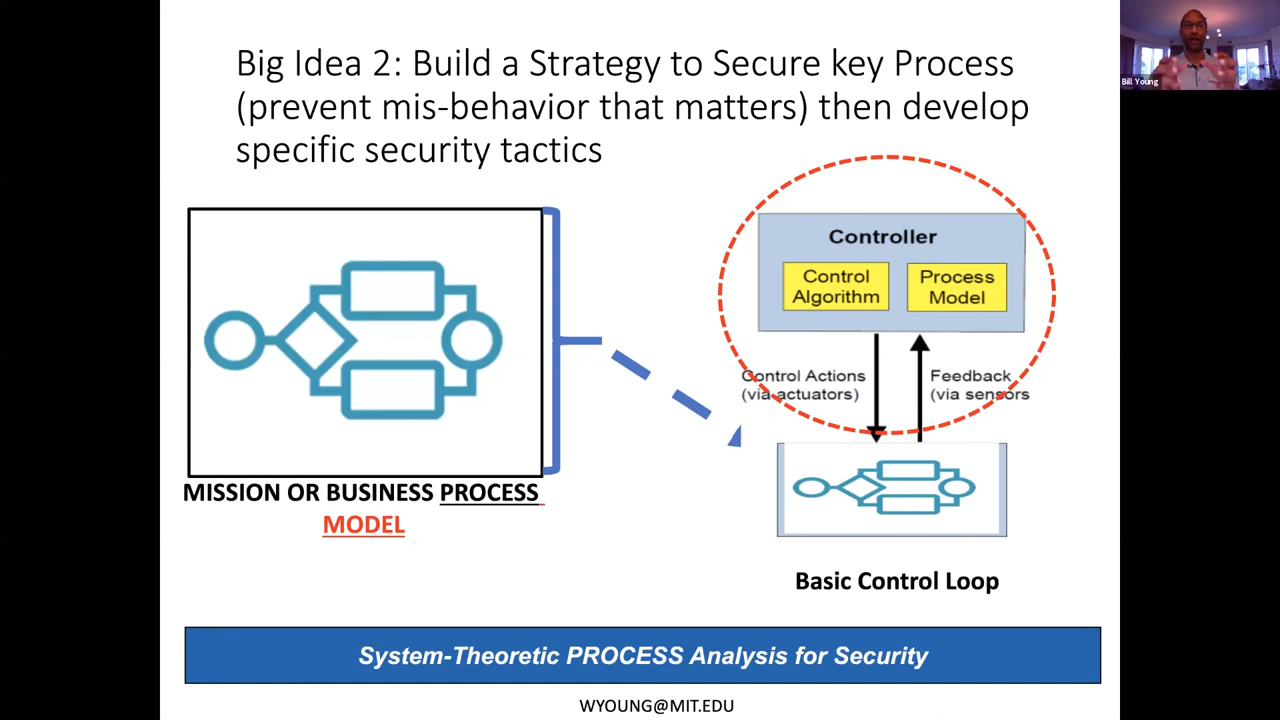 Big Idea 2: Build a Strategy to Secure key Process
(prevent mis-behavior that matters) then develop
specific security tactics
Bill Young
Controller
Control
Algorithm
Process
Model
Control Actions
(via actuators)
Feedback
(via sensors
MISSION OR BUSINESS PROCESS
MODEL
Basic Control Loop
System-Theoretic PROCESS Analysis for Security
WYOUNG@MIT.EDU